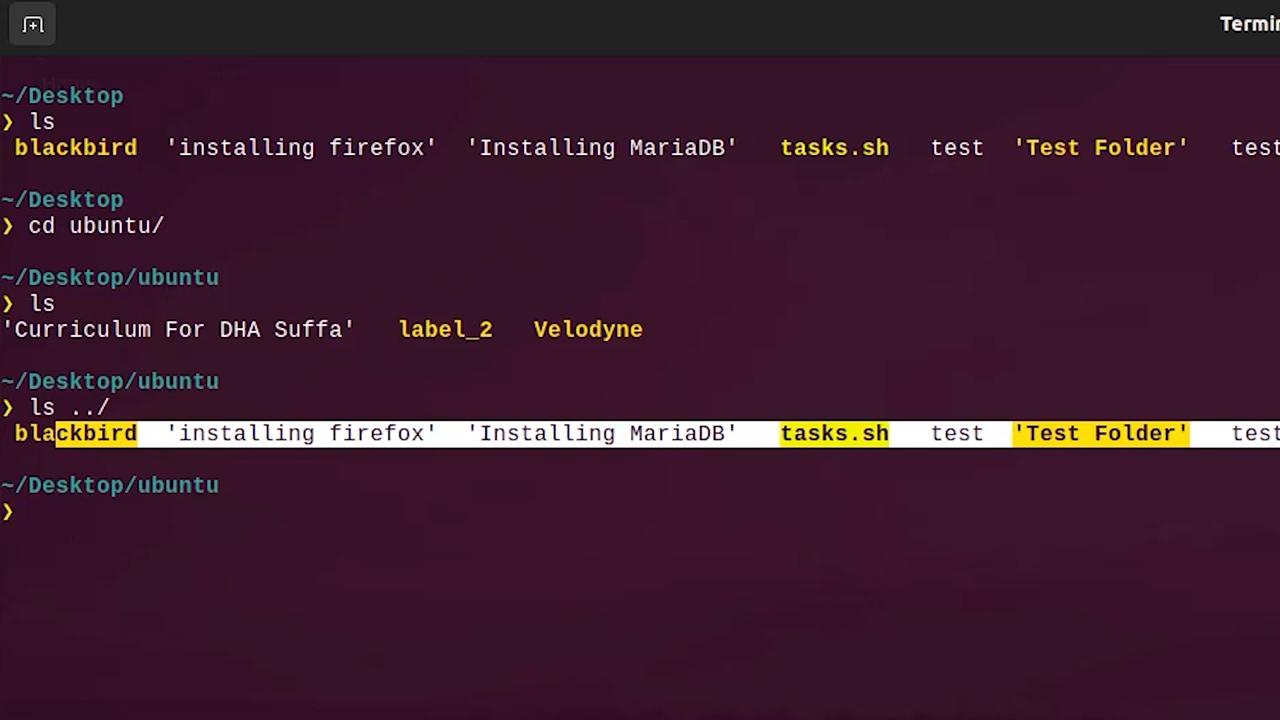 Termin
~/Desktop
❯ ls
blackbird 'installing firefox' 'Installing MariaDB' tasks.sh test 'Test Folder' test
~/Desktop
❯ cd ubuntu/
~/Desktop/ubuntu
❯ ls
'Curriculum For DHA Suffa' label_2 Velodyne
~/Desktop/ubuntu
❯ ls ../
blackbird 'installing firefox' 'Installing MariaDB' tasks.sh test 'Test Folder' test
~/Desktop/ubuntu
❯